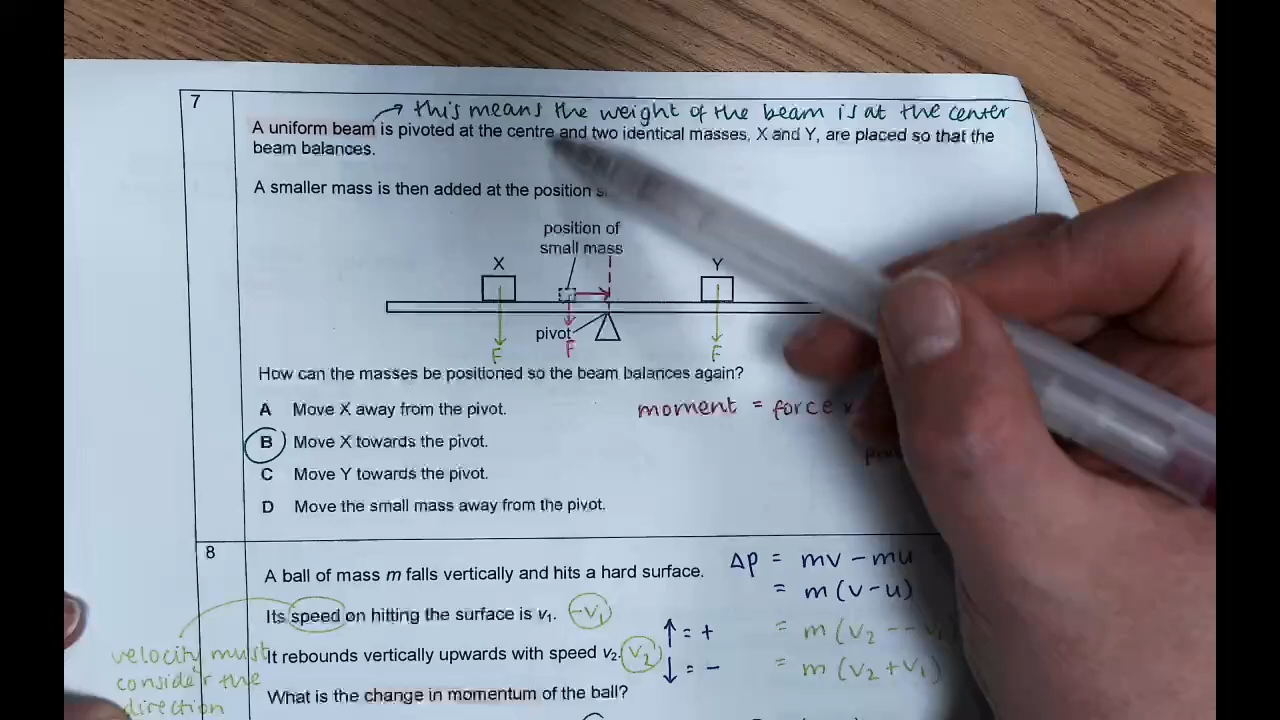 7
this means the weight of the beam is at the center
A uniform beam is pivoted at the centre and two identical masses, X and Y, are placed so that the
beam balances.
A smaller mass is then added at the position
position of
small mass
X
Y
pivot
F
F
F
How can the masses be positioned so the beam balances again?
A Move X away from the pivot.
moment = force
B Move X towards the pivot.
C Move Y towards the pivot.
D Move the small mass away from the pivot.
8
A ball of mass m falls vertically and hits a hard surface.
Δp = mv - mu
= m (v-u)
Its speed on hitting the surface is v₁.
-v₁
↑ = +
= m (v₂ - - v₁
velocity must
consider the
direction
It rebounds vertically upwards with speed v₂.
v₂
↓ = -
= m (v₂ + v₁)
What is the change in momentum of the ball?